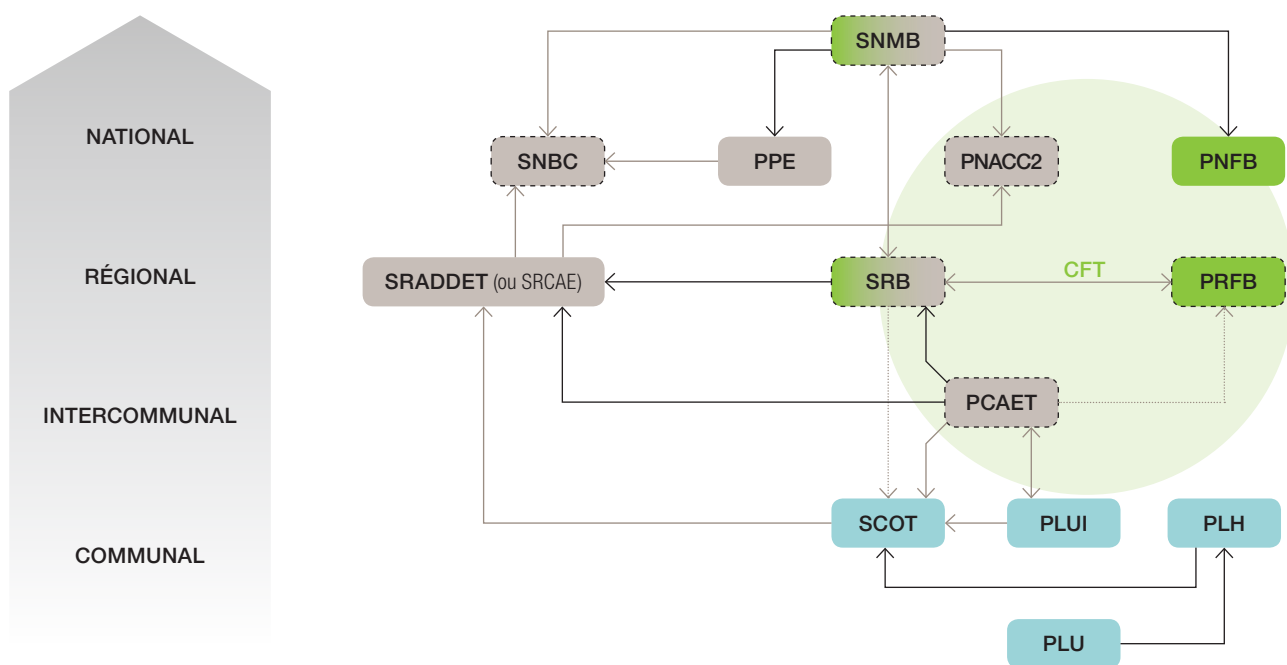 SNMB
NATIONAL
SNBC
PPE
PNACC2
PNFB
RÉGIONAL
SRADDET (ou SRCAE)
SRB
CFT
PRFB
INTERCOMMUNAL
PCAET
SCOT
PLUI
PLH
COMMUNAL
PLU